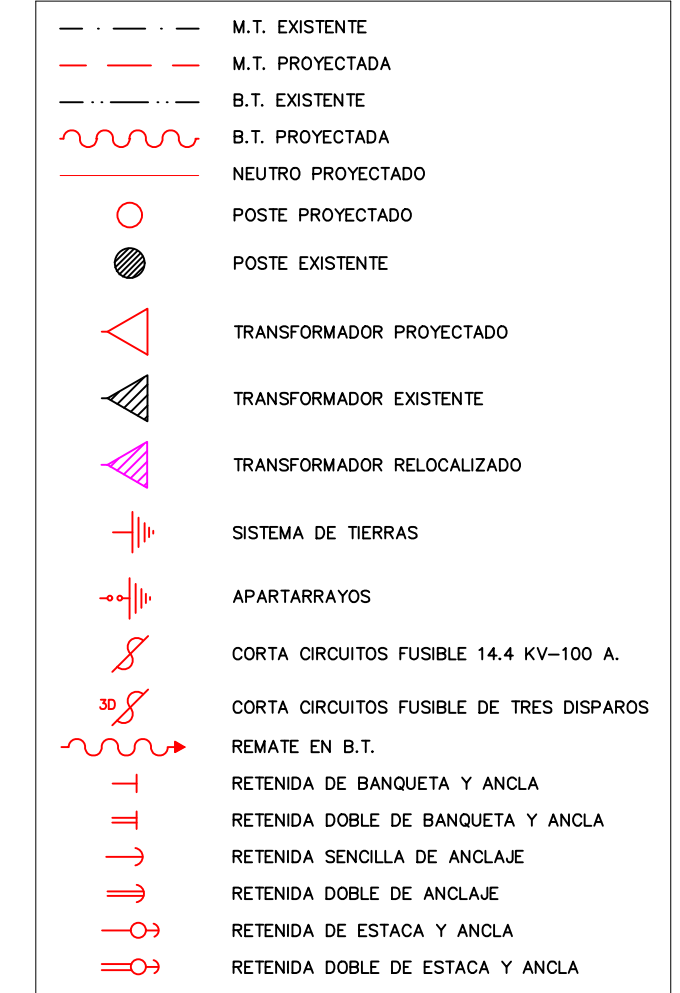 M.T. EXISTENTE
M.T. PROYECTADA
B.T. EXISTENTE
B.T. PROYECTADA
NEUTRO PROYECTADO
POSTE PROYECTADO
POSTE EXISTENTE
TRANSFORMADOR PROYECTADO
TRANSFORMADOR EXISTENTE
TRANSFORMADOR RELOCALIZADO
SISTEMA DE TIERRAS
APARTARRAYOS
CORTA CIRCUITOS FUSIBLE 14.4 KV-100 A.
3D CORTA CIRCUITOS FUSIBLE DE TRES DISPAROS
REMATE EN B.T.
RETENIDA DE BANQUETA Y ANCLA
RETENIDA DOBLE DE BANQUETA Y ANCLA
RETENIDA SENCILLA DE ANCLAJE
RETENIDA DOBLE DE ANCLAJE
RETENIDA DE ESTACA Y ANCLA
RETENIDA DOBLE DE ESTACA Y ANCLA